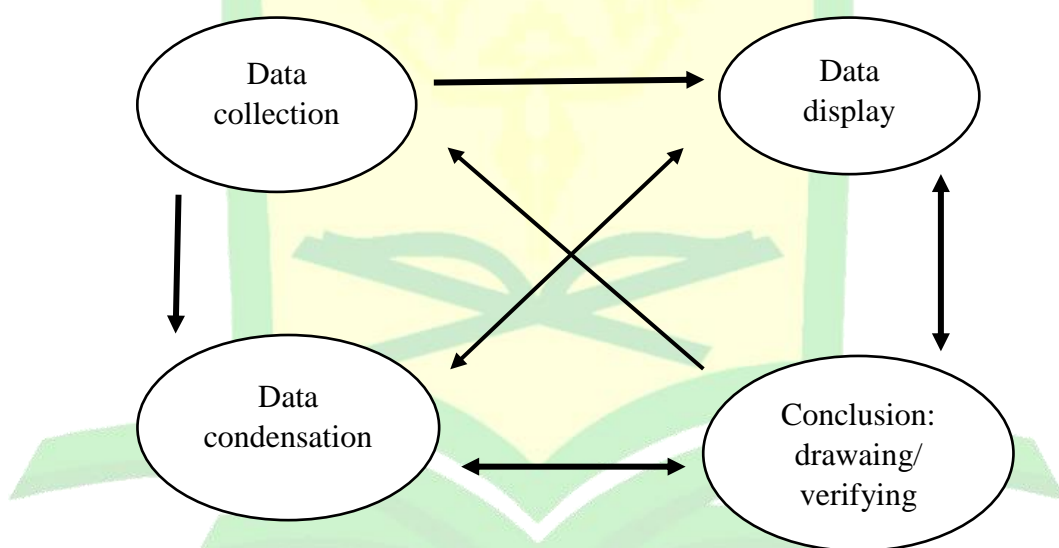 Data
collection
Data
display
Data
condensation
Conclusion:
drawaing/
verifying